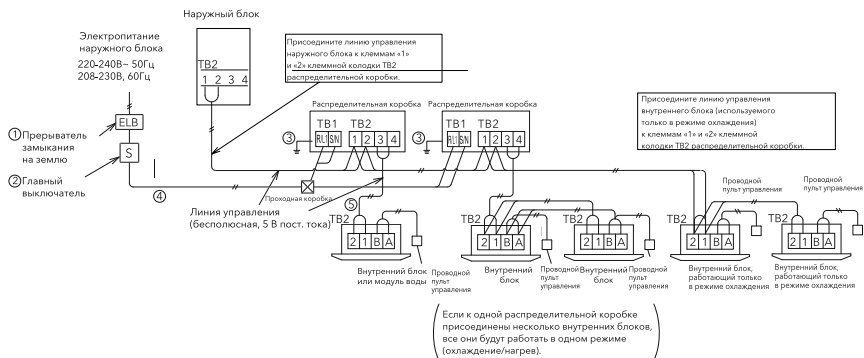 Наружный блок
Электропитание
наружного блока
220-240В~ 50Гц
208-230В, 60Гц
TB2
1 2 3 4
Присоедините линию управления
наружного блока к клеммам «1»
и «2» клеммной колодки TB2
распределительной коробки.
Присоедините линию управления
внутреннего блока (используемого
только в режиме охлаждения)
к клеммам «1» и «2» клеммной
колодки TB2 распределительной коробки.
Распределительная коробка
TB1 TB2
R/L1 S/N 1 2 3 4
③
Распределительная коробка
TB1 TB2
R/L1 S/N 1 2 3 4
③
ELB
① Прерыватель
замыкания
на землю
S
② Главный
выключатель
④
Проходная коробка
⑤
Линия управления
(бесполюсная, 5 В пост. тока)
TB2
2 1 B A
Внутренний блок
или модуль воды
Проводной
пульт
управления
TB2
2 1 B A
Внутренний
блок
Проводной
пульт
управления
TB2
2 1 B A
Внутренний
блок
Проводной
пульт
управления
TB2
2 1 B A
Проводной
пульт управления
Внутренний блок,
работающий только
в режиме охлаждения
TB2
2 1 B A
Проводной
пульт управления
Внутренний блок,
работающий только
в режиме охлаждения
Если к одной распределительной коробке
присоединены несколько внутренних блоков,
все они будут работать в одном режиме
(охлаждение/нагрев).